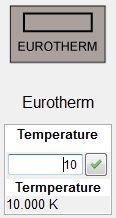 EUROTHERM
Eurotherm
Temperature
10
Termperature
10.000 K